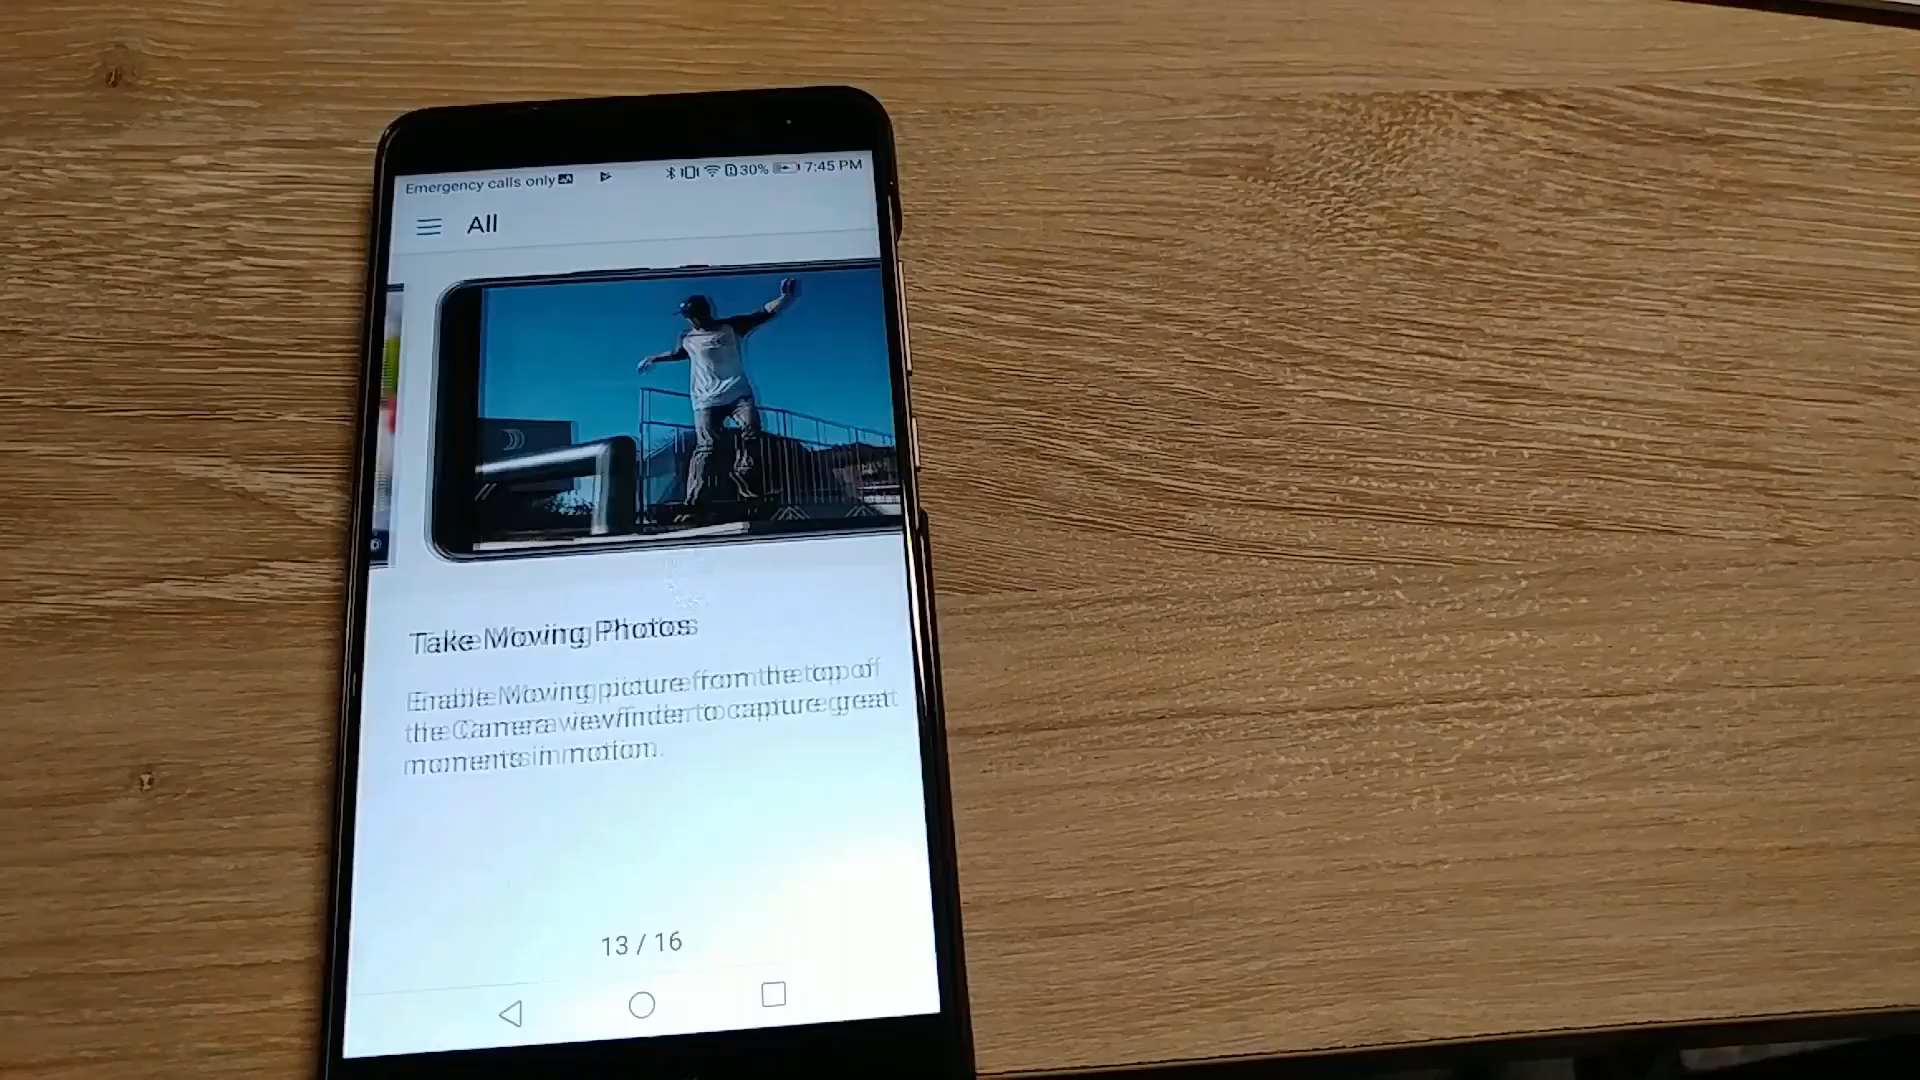 Emergency calls only 30% 7:45 PM
All
Take Moving Photos
Enable Moving picture from the top of
the Camera viewfinder to capture great
moments in motion.
13 / 16